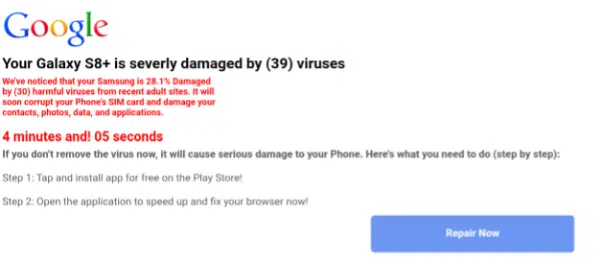 Google
Your Galaxy S8+ is severly damaged by (39) viruses
We've noticed that your Samsung is 28.1% Damaged
by (30) harmful viruses from recent adult sites. It will
soon corrupt your Phone's SIM card and damage your
contacts, photos, data, and applications.
4 minutes and! 05 seconds
If you don't remove the virus now, it will cause serious damage to your Phone. Here's what you need to do (step by step):
Step 1: Tap and install app for free on the Play Store!
Step 2: Open the application to speed up and fix your browser now!
Repair Now